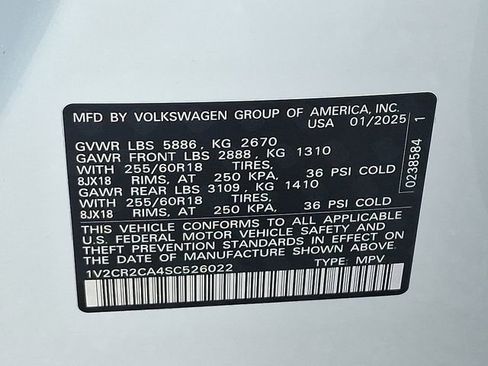 MFD BY VOLKSWAGEN GROUP OF AMERICA, INC.
USA 01/2025
GVWR LBS 5886, KG 2670
GAWR FRONT LBS 2888, KG 1310
WITH 255/60R18 TIRES,
8JX18 RIMS, AT 250 KPA, 36 PSI COLD
GAWR REAR LBS 3109, KG 1410
WITH 255/60R18 TIRES,
8JX18 RIMS, AT 250 KPA, 36 PSI COLD
THIS VEHICLE CONFORMS TO ALL APPLICABLE
U.S. FEDERAL MOTOR VEHICLE SAFETY AND
THEFT PREVENTION STANDARDS IN EFFECT ON
THE DATE OF MANUFACTURE SHOWN ABOVE.
1V2CR2CA4SC526022 TYPE: MPV
0238584 1